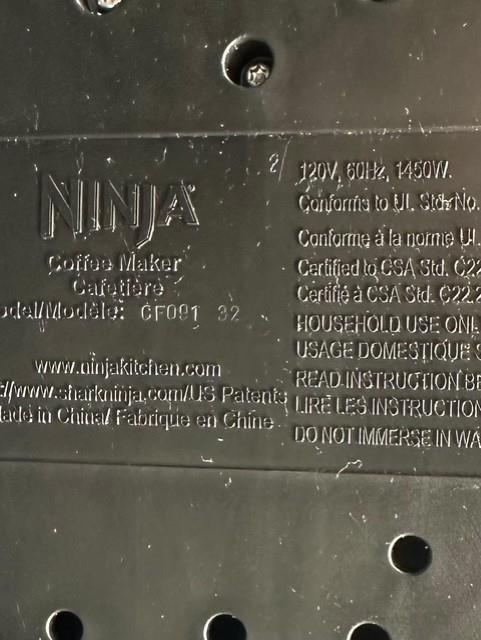 NINJA
Coffee Maker
Cafetière
odel/Modèle: CF091 32
www.ninjakitchen.com
://www.sharkninja.com/US Patents
Made in China/ Fabrique en Chine
2/
120V, 60Hz, 1450W.
Conforms to UL Std. No.
Conforme à la norme UL
Certified to CSA Std. C22
Certifié à CSA Std. C22.2
HOUSEHOLD USE ONL
USAGE DOMESTIQUE S
READ INSTRUCTION BE
LIRE LES INSTRUCTION
DO NOT IMMERSE IN WA